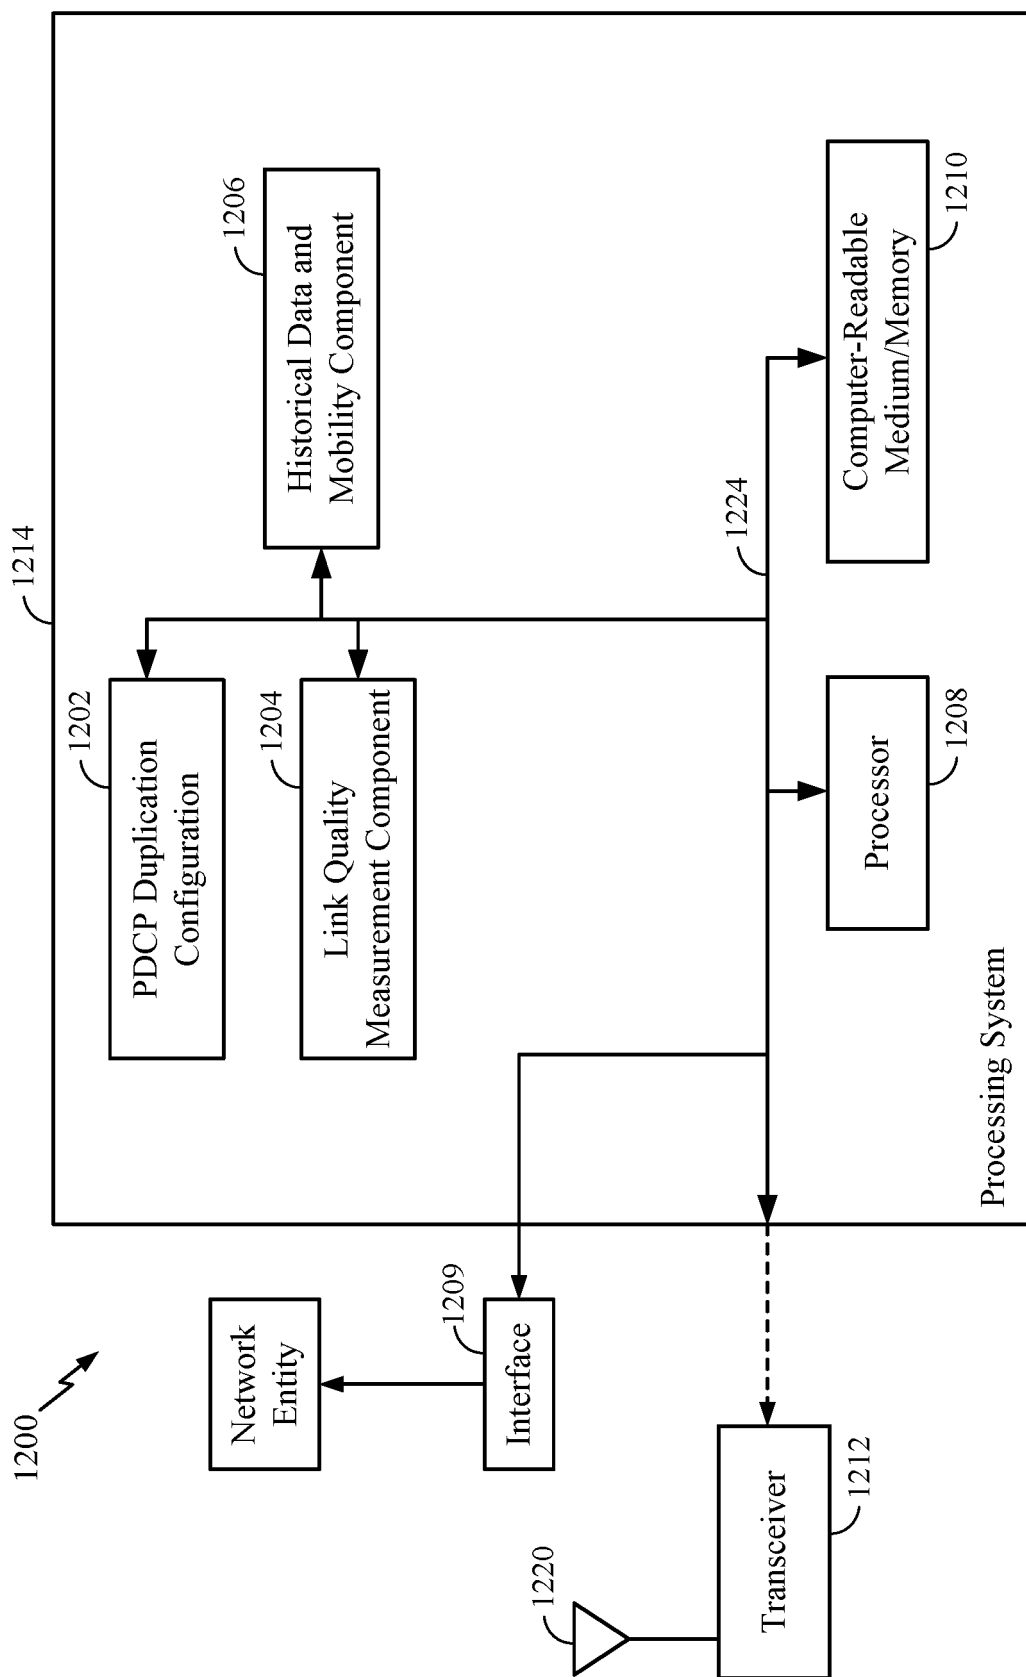 1200
1214
Network
Entity
1202
PDCP Duplication
Configuration
1206
Historical Data and
Mobility Component
1209
Interface
1204
Link Quality
Measurement Component
1220
Transceiver
1212
1224
Processor
1208
Computer-Readable
Medium/Memory
1210
Processing System